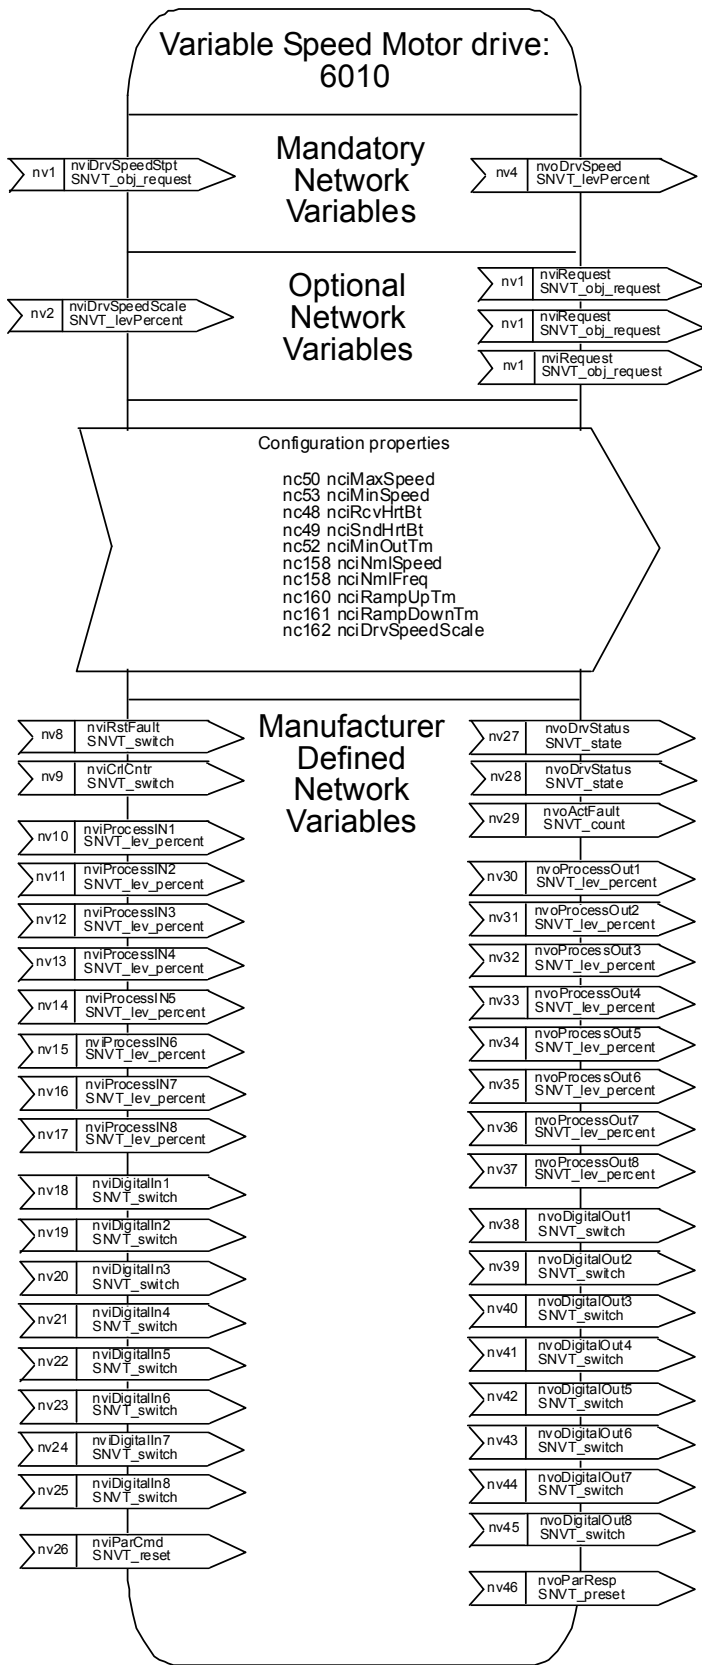 Variable Speed Motor drive:
6010
nv1
nviDrvSpeedStpt
SNVT_obj_request
Mandatory
Network
Variables
nv4
nvoDrvSpeed
SNVT_levPercent
nv2
nviDrvSpeedScale
SNVT_levPercent
Optional
Network
Variables
nv1
nviRequest
SNVT_obj_request
nv1
nviRequest
SNVT_obj_request
nv1
nviRequest
SNVT_obj_request
Configuration properties
nc50 nciMaxSpeed
nc53 nciMinSpeed
nc48 nciRcvHrtBt
nc49 nciSndHrtBt
nc52 nciMinOutTm
nc158 nciNmlSpeed
nc158 nciNmlFreq
nc160 nciRampUpTm
nc161 nciRampDownTm
nc162 nciDrvSpeedScale
Manufacturer
Defined
Network
Variables
nv8
nviRstFault
SNVT_switch
nv9
nviCrlCntr
SNVT_switch
nv10
nviProcessIN1
SNVT_lev_percent
nv11
nviProcessIN2
SNVT_lev_percent
nv12
nviProcessIN3
SNVT_lev_percent
nv13
nviProcessIN4
SNVT_lev_percent
nv14
nviProcessIN5
SNVT_lev_percent
nv15
nviProcessIN6
SNVT_lev_percent
nv16
nviProcessIN7
SNVT_lev_percent
nv17
nviProcessIN8
SNVT_lev_percent
nv18
nviDigitalIn1
SNVT_switch
nv19
nviDigitalIn2
SNVT_switch
nv20
nviDigitalIn3
SNVT_switch
nv21
nviDigitalIn4
SNVT_switch
nv22
nviDigitalIn5
SNVT_switch
nv23
nviDigitalIn6
SNVT_switch
nv24
nviDigitalIn7
SNVT_switch
nv25
nviDigitalIn8
SNVT_switch
nv26
nviParCmd
SNVT_reset
nv27
nvoDrvStatus
SNVT_state
nv28
nvoDrvStatus
SNVT_state
nv29
nvoActFault
SNVT_count
nv30
nvoProcessOut1
SNVT_lev_percent
nv31
nvoProcessOut2
SNVT_lev_percent
nv32
nvoProcessOut3
SNVT_lev_percent
nv33
nvoProcessOut4
SNVT_lev_percent
nv34
nvoProcessOut5
SNVT_lev_percent
nv35
nvoProcessOut6
SNVT_lev_percent
nv36
nvoProcessOut7
SNVT_lev_percent
nv37
nvoProcessOut8
SNVT_lev_percent
nv38
nvoDigitalOut1
SNVT_switch
nv39
nvoDigitalOut2
SNVT_switch
nv40
nvoDigitalOut3
SNVT_switch
nv41
nvoDigitalOut4
SNVT_switch
nv42
nvoDigitalOut5
SNVT_switch
nv43
nvoDigitalOut6
SNVT_switch
nv44
nvoDigitalOut7
SNVT_switch
nv45
nvoDigitalOut8
SNVT_switch
nv46
nvoParResp
SNVT_preset